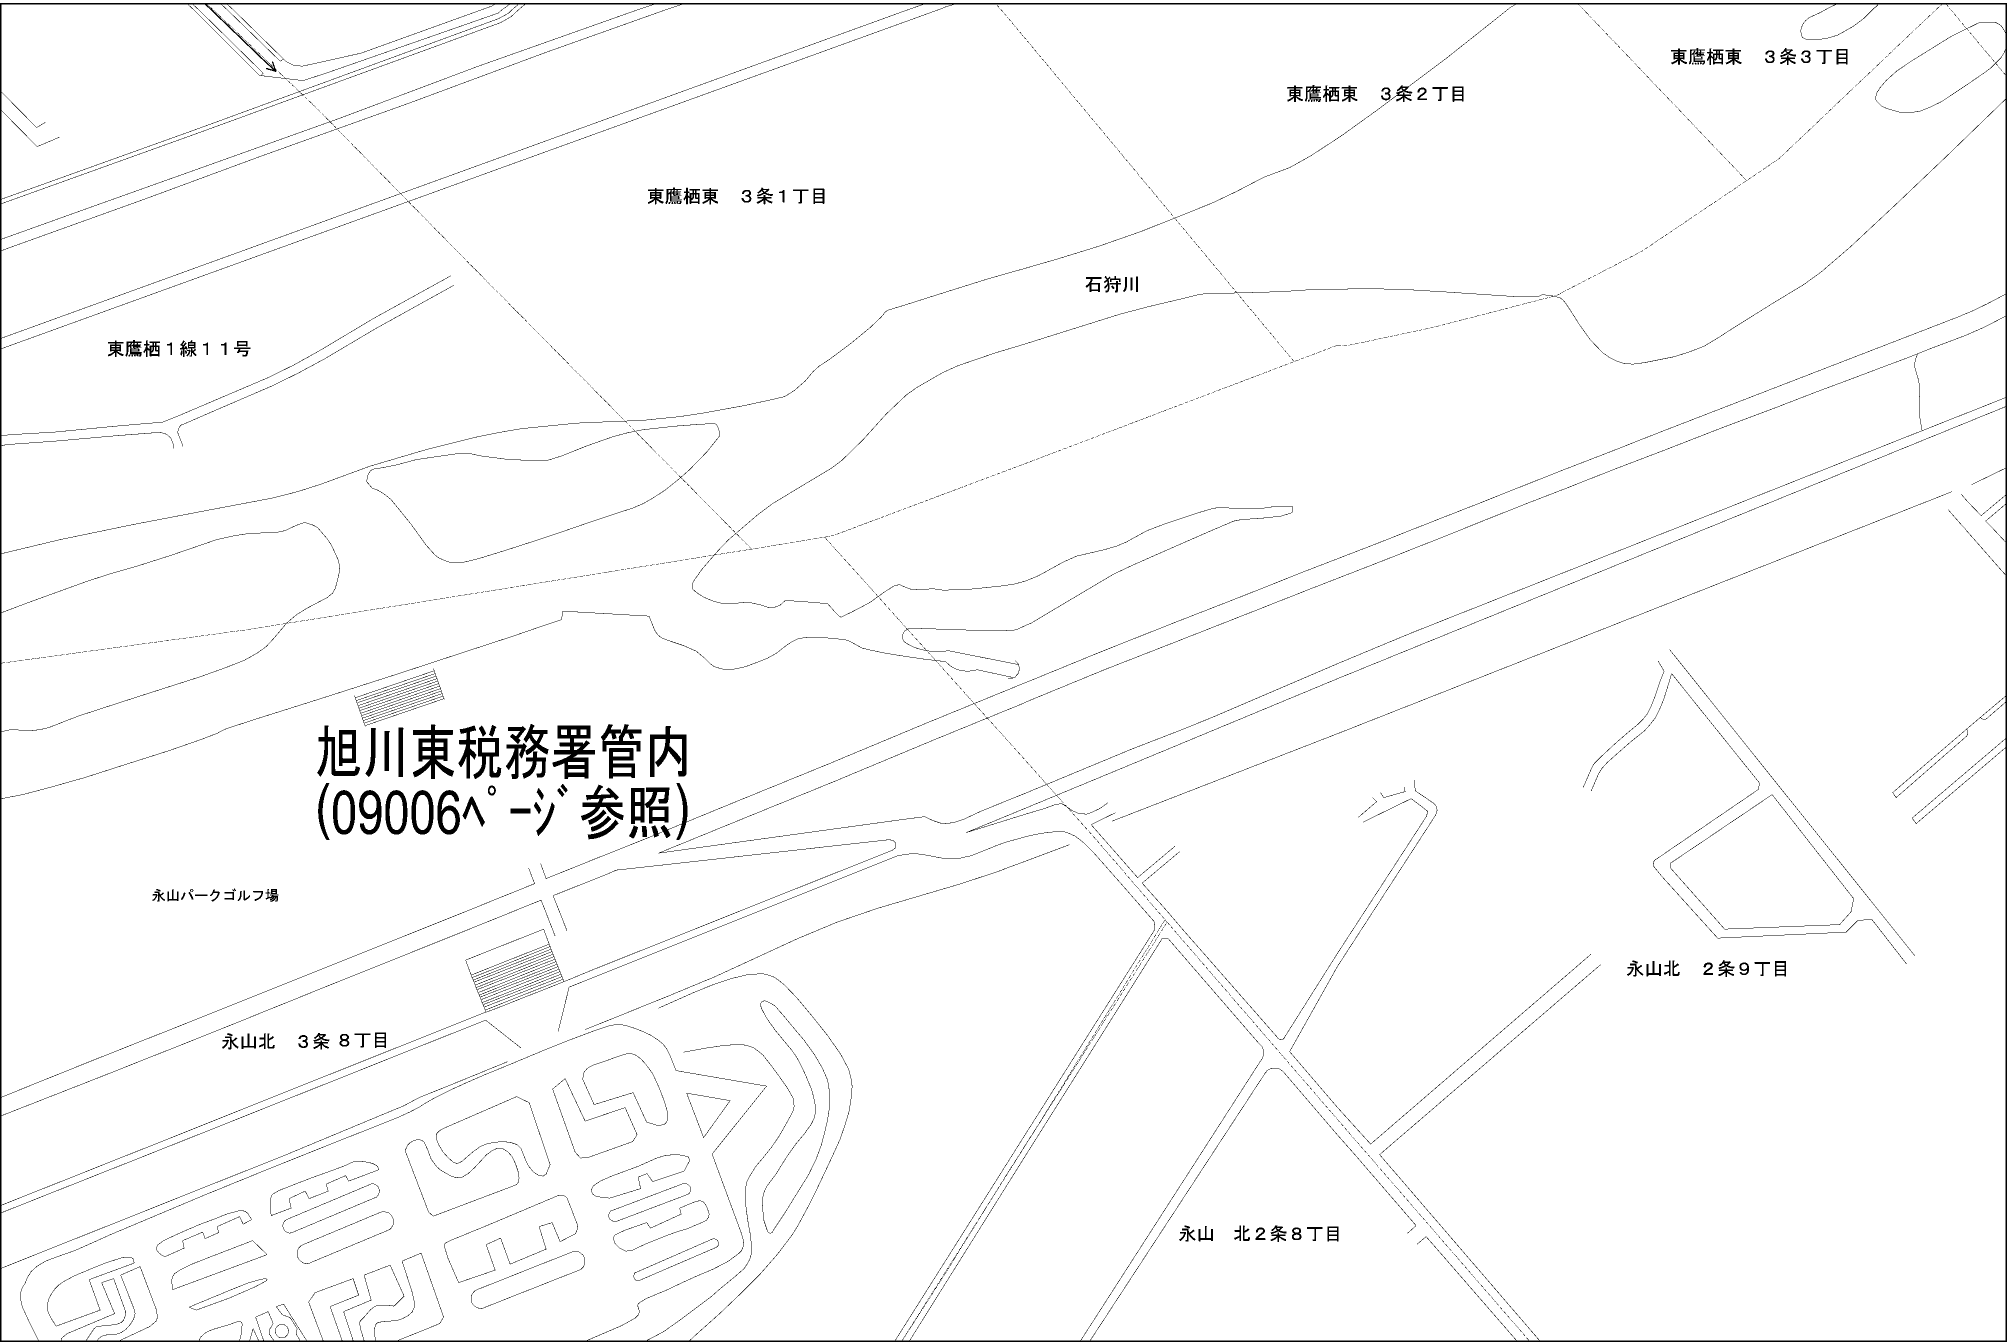 東鷹栖東　３条３丁目
東鷹栖東　３条２丁目
東鷹栖東　３条１丁目
石狩川
東鷹栖１線１１号
旭川東税務署管内
(09006ﾍﾟｰｼﾞ参照)
永山パークゴルフ場
永山北　２条９丁目
永山北　３条８丁目
永山　北２条８丁目